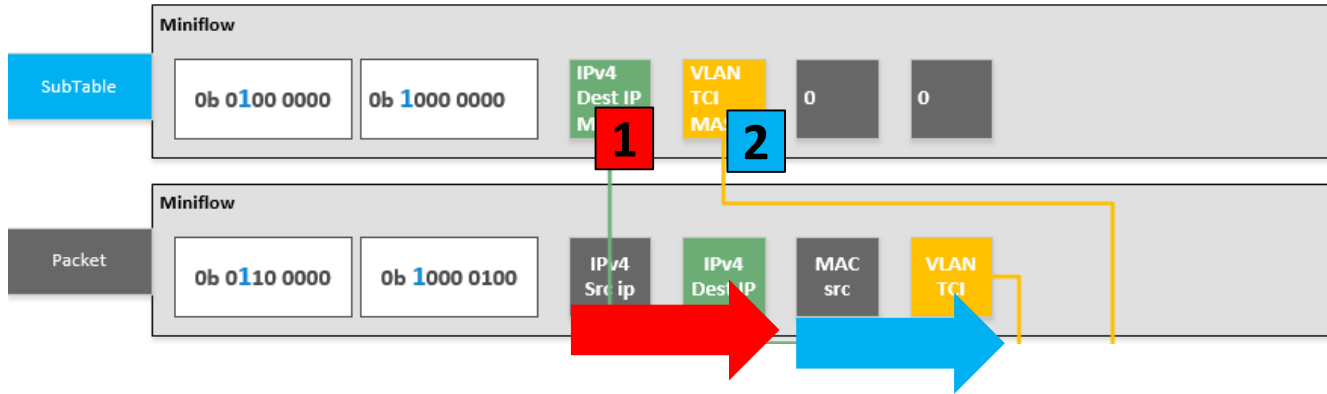 Miniflow
SubTable
0b 0100 0000
0b 1000 0000
IPv4
Dest IP
VLAN
TCI
0
0
1
2
Miniflow
Packet
0b 0110 0000
0b 1000 0100
IPv4
Src ip
IPv4
Dest IP
MAC
src
VLAN
TCI